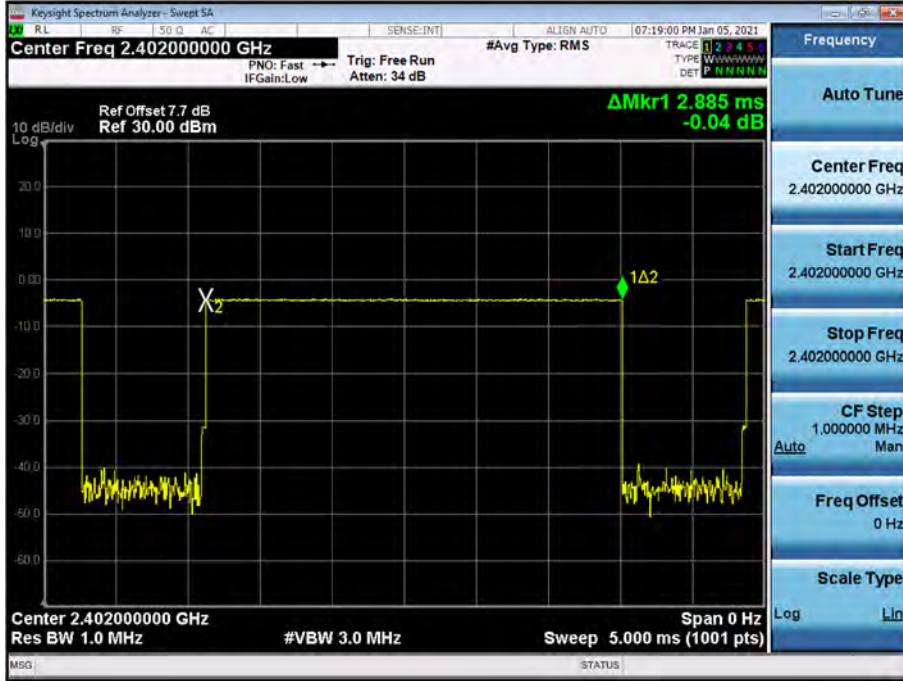 Keysight Spectrum Analyzer - Swept SA
RL RF 50 Ω AC SENSE:INT ALIGN AUTO 07:19:00 PM Jan 05, 2021
Center Freq 2.402000000 GHz #Avg Type: RMS TRACE 1 2 3 4 5 6
PNO: Fast Trig: Free Run TYPE W
IFGain:Low Atten: 34 dB DET P N N N N N
Frequency
ΔMkr1 2.885 ms
-0.04 dB
Ref Offset 7.7 dB
10 dB/div Ref 30.00 dBm
Log
20.0
10.0
0.00
-10.0
-20.0
-30.0
-40.0
-50.0
-60.0
X2
1Δ2
Center 2.402000000 GHz Span 0 Hz
Res BW 1.0 MHz #VBW 3.0 MHz Sweep 5.000 ms (1001 pts)
MSG STATUS
Auto Tune
Center Freq
2.402000000 GHz
Start Freq
2.402000000 GHz
Stop Freq
2.402000000 GHz
CF Step
1.000000 MHz
Auto Man
Freq Offset
0 Hz
Scale Type
Log Lin